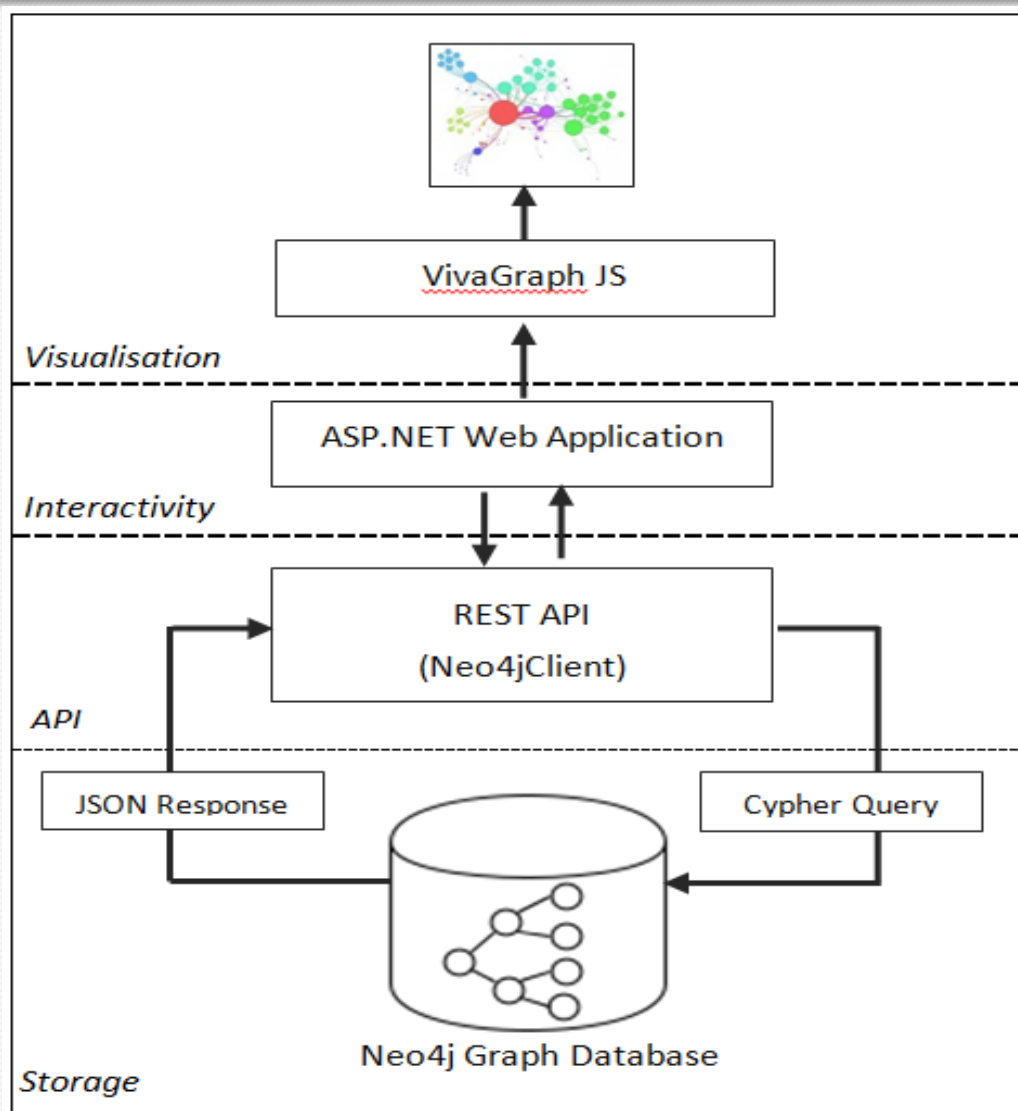 VivaGraph JS
Visualisation
ASP.NET Web Application
Interactivity
REST API
(Neo4jClient)
API
JSON Response
Cypher Query
Neo4j Graph Database
Storage